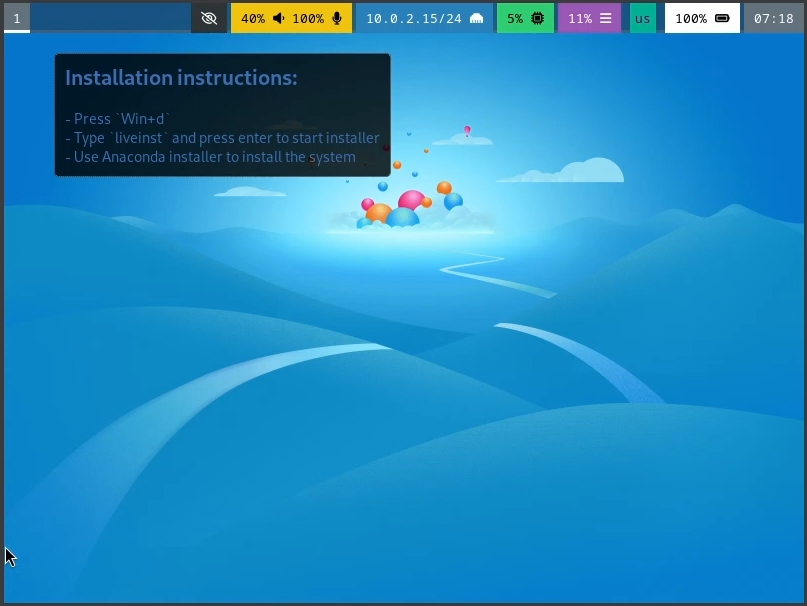 1 40% 100% 10.0.2.15/24 5% 11% us 100% 07:18
Installation instructions:
- Press `Win+d`
- Type `liveinst` and press enter to start installer
- Use Anaconda installer to install the system